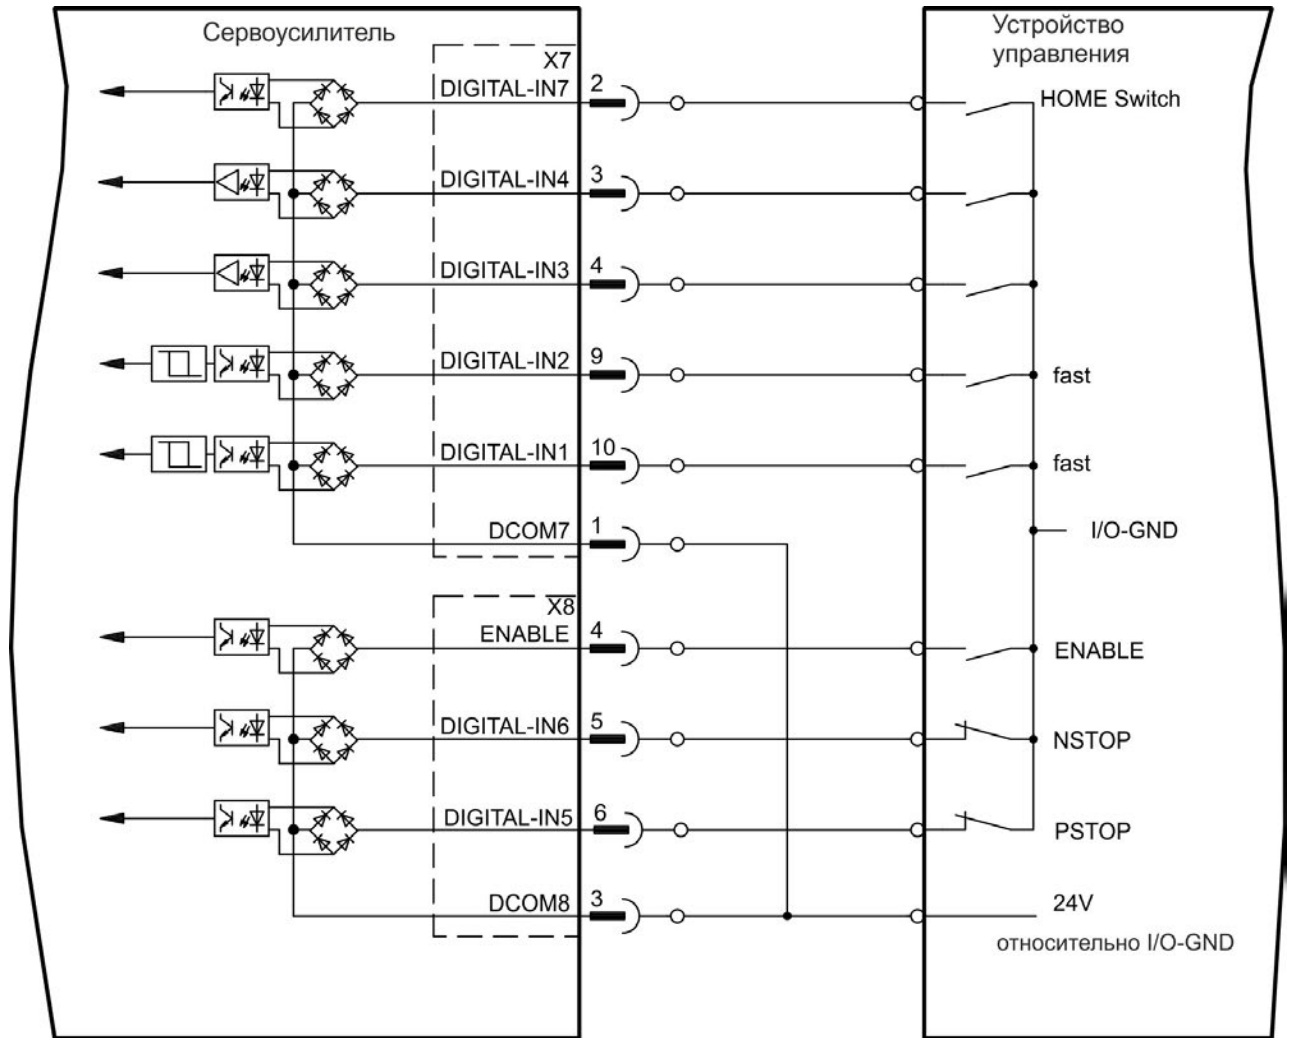 Сервоусилитель
Устройство
управления
X7
DIGITAL-IN7 2 HOME Switch
DIGITAL-IN4 3
DIGITAL-IN3 4
DIGITAL-IN2 9 fast
DIGITAL-IN1 10 fast
DCOM7 1 I/O-GND
X8
ENABLE 4 ENABLE
DIGITAL-IN6 5 NSTOP
DIGITAL-IN5 6 PSTOP
DCOM8 3 24V
относительно I/O-GND